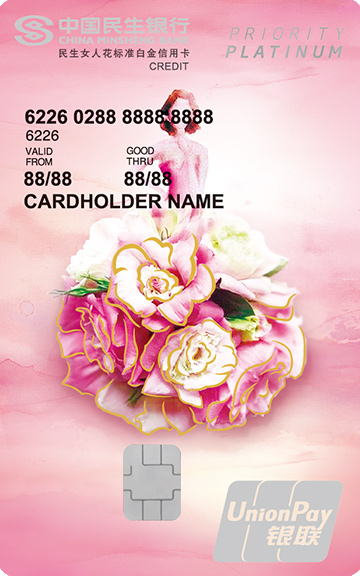 中国民生银行
CHINA MINSHENG BANK
民生女人花标准白金信用卡
CREDIT
PRIORITY
PLATINUM
6226 0288 8888 8888
6226
VALID FROM
GOOD THRU
88/88 88/88
CARDHOLDER NAME
UnionPay
银联